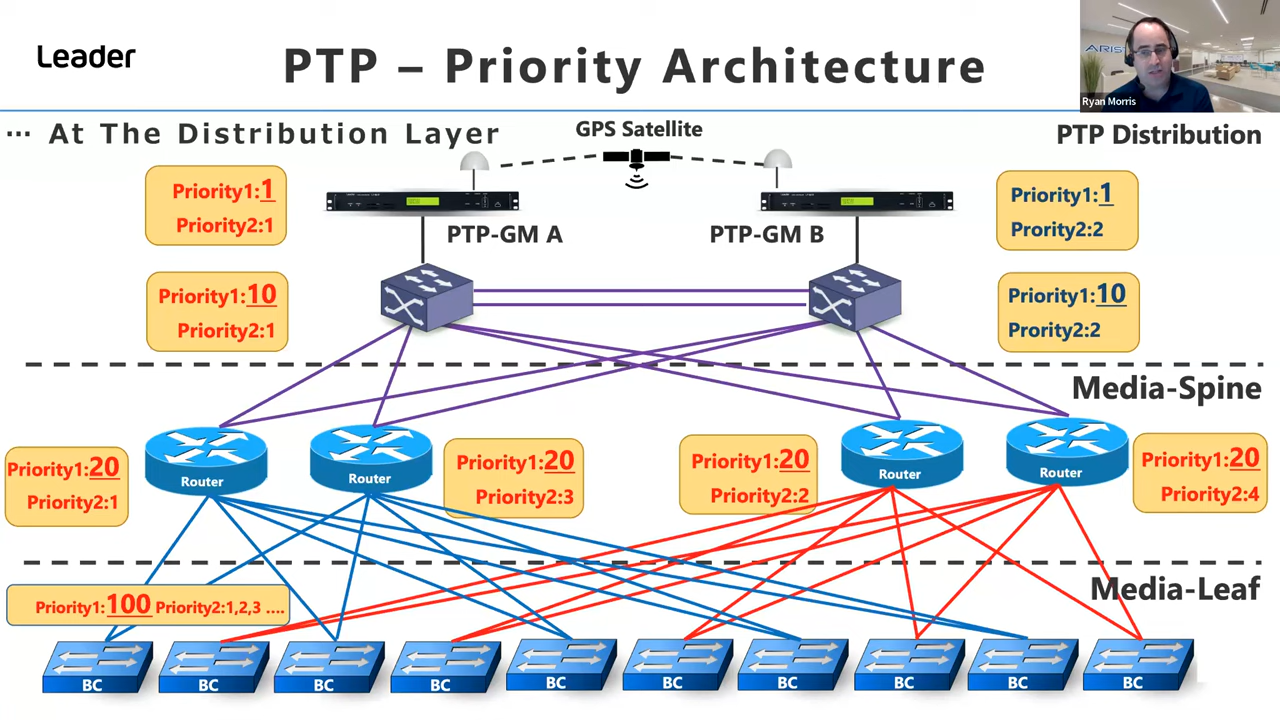 Leader
PTP – Priority Architecture
Ryan Morris
... At The Distribution Layer
GPS Satellite
PTP Distribution
Priority1:1
Priority2:1
Priority1:1
Prority2:2
PTP-GM A
PTP-GM B
Priority1:10
Priority2:1
Priority1:10
Prority2:2
Media-Spine
Priority1:20
Priority2:1
Router
Router
Priority1:20
Priority2:3
Priority1:20
Priority2:2
Router
Router
Priority1:20
Priority2:4
Media-Leaf
Priority1:100 Priority2:1,2,3 ....
BC
BC
BC
BC
BC
BC
BC
BC
BC
BC